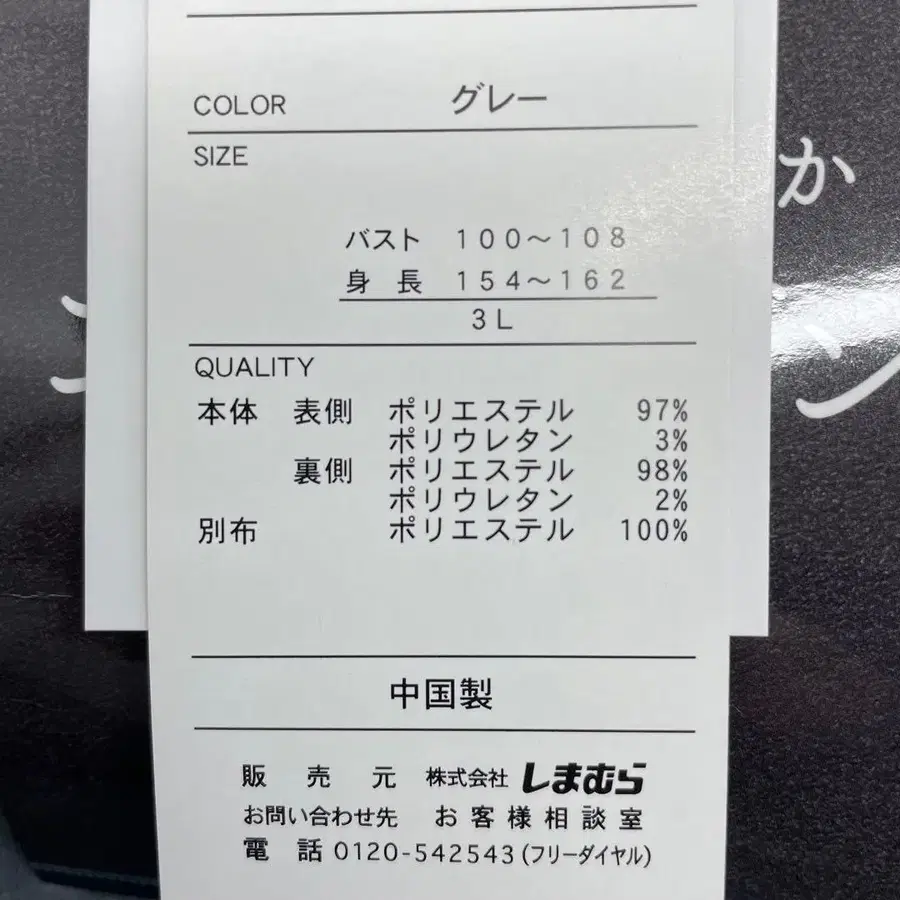 COLOR グレー
SIZE
バスト 100～108
身長 154～162
3L
QUALITY
本体 表側 ポリエステル 97%
ポリウレタン 3%
裏側 ポリエステル 98%
ポリウレタン 2%
別布 ポリエステル 100%
中国製
販売元 株式会社 しまむら
お問い合わせ先 お客様相談室
電話 0120-542543(フリーダイヤル)
か